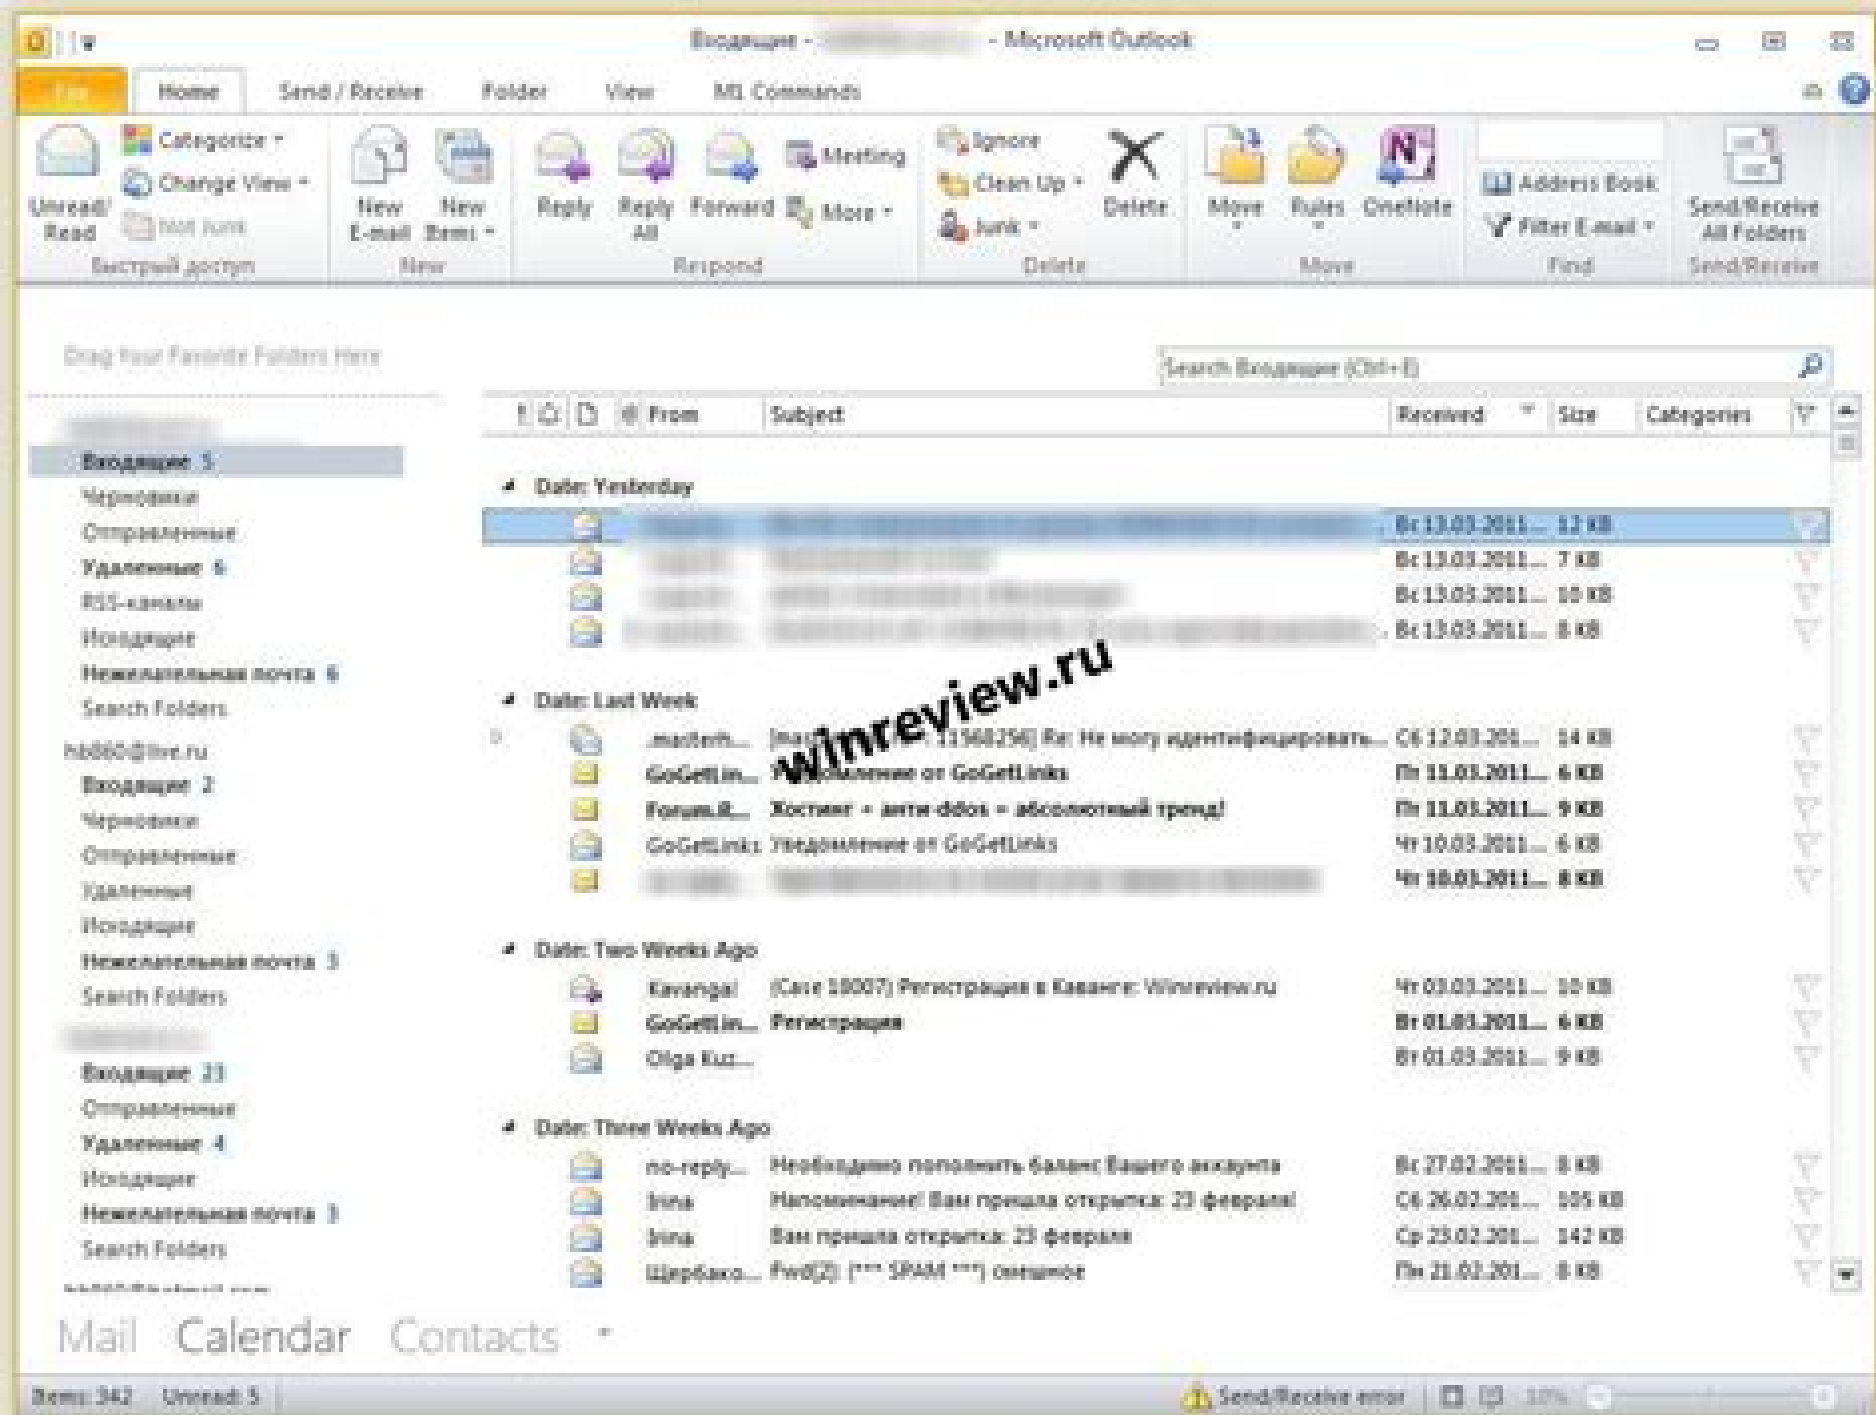 Входящие - - Microsoft Outlook
File Home Send / Receive Folder View M1 Commands
Unread/ Read
Categorize
Change View
Not Junk
Быстрый доступ
New E-mail
New Items
New
Reply
Reply All
Forward
Meeting
More
Respond
Ignore
Clean Up
Junk
Delete
Delete
Move
Rules
OneNote
Move
Address Book
Filter E-mail
Find
Send/Receive All Folders
Send/Receive
Drag Your Favorite Folders Here
Входящие 5
Черновики
Отправленные
Удаленные 6
RSS-каналы
Исходящие
Нежелательная почта 6
Search Folders
hb860@live.ru
Входящие 2
Черновики
Отправленные
Удаленные
Исходящие
Нежелательная почта 3
Search Folders
Входящие 23
Отправленные
Удаленные 4
Исходящие
Нежелательная почта 3
Search Folders
Search Входящие (Ctrl+E)
! @ From Subject Received Size Categories
Date: Yesterday
Вс 13.03.2011... 12 KB
Вс 13.03.2011... 7 KB
Вс 13.03.2011... 10 KB
Вс 13.03.2011... 8 KB
winreview.ru
Date: Last Week
.masterh... 11560256] Re: Не могу идентифицировать... Сб 12.03.201... 14 KB
GoGetLin... Уведомление от GoGetLinks Пт 11.03.2011... 6 KB
Forum.R... Хостинг + анти-ddos = абсолютный тренд! Пт 11.03.2011... 9 KB
GoGetLinks Уведомление от GoGetLinks Чт 10.03.2011... 6 KB
Чт 10.03.2011... 8 KB
Date: Two Weeks Ago
Kavanga! (Case 18007) Регистрация в Каванге: Winreview.ru Чт 03.03.2011... 10 KB
GoGetLin... Регистрация Вт 01.03.2011... 6 KB
Olga Kuz... Вт 01.03.2011... 9 KB
Date: Three Weeks Ago
no-reply... Необходимо пополнить баланс Вашего аккаунта Вс 27.02.2011... 8 KB
Irina Напоминание! Вам пришла открытка: 23 февраля! Сб 26.02.201... 105 KB
Irina Вам пришла открытка: 23 февраля Ср 23.02.201... 142 KB
Щербако... Fwd[2]: (*** SPAM ***) смешное Пн 21.02.201... 8 KB
Mail Calendar Contacts
Items: 342 Unread: 5
Send/Receive error 10%